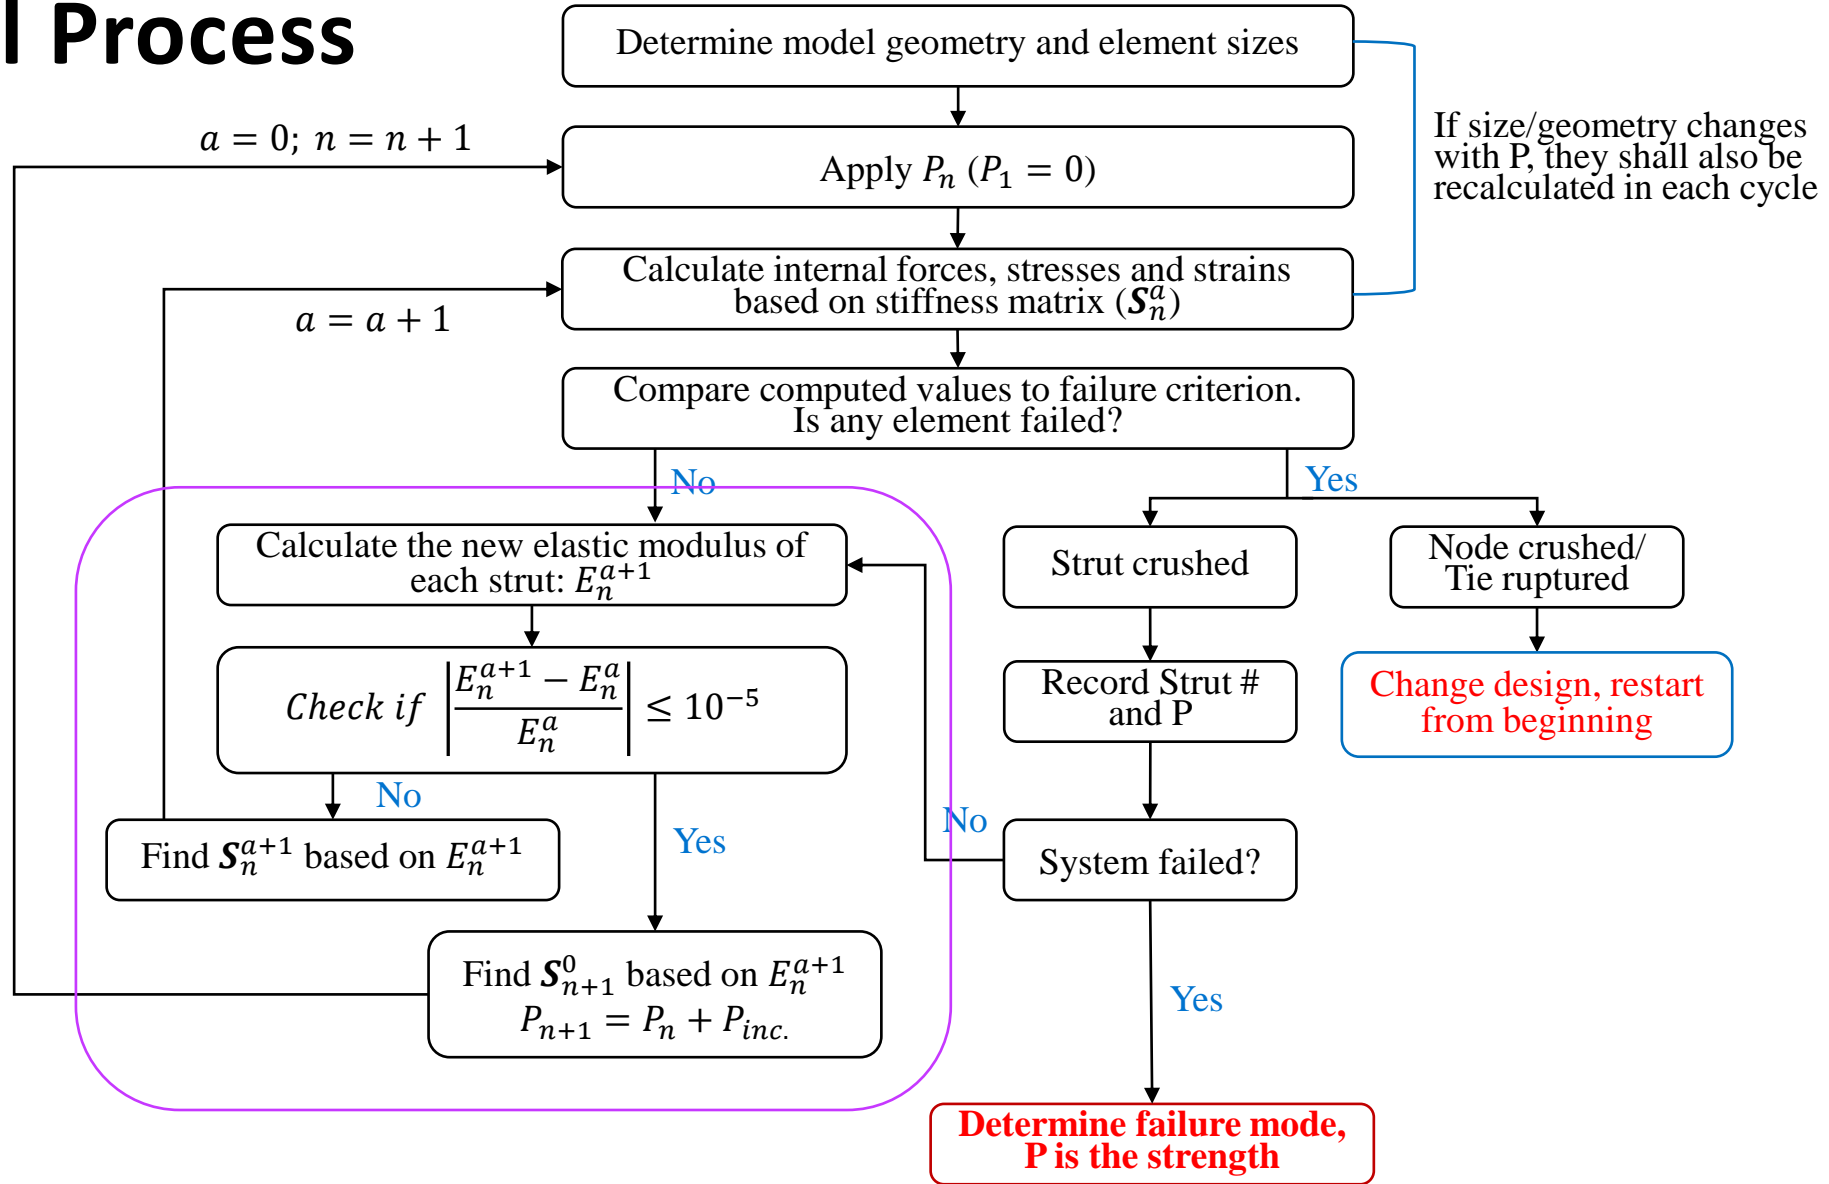 l Process
Determine model geometry and element sizes
If size/geometry changes
with P, they shall also be
recalculated in each cycle
a = 0; n = n + 1
Apply Pₙ (P₁ = 0)
Calculate internal forces, stresses and strains
based on stiffness matrix (Sₙᵃ)
a = a + 1
Compare computed values to failure criterion.
Is any element failed?
No
Yes
Calculate the new elastic modulus of
each strut: Eₙᵃ⁺¹
Strut crushed
Node crushed/
Tie ruptured
Check if |(Eₙᵃ⁺¹ − Eₙᵃ)/Eₙᵃ| ≤ 10⁻⁵
Record Strut #
and P
Change design, restart
from beginning
No
Yes
No
Find Sₙᵃ⁺¹ based on Eₙᵃ⁺¹
System failed?
Find Sₙ₊₁⁰ based on Eₙᵃ⁺¹
Pₙ₊₁ = Pₙ + P_inc.
Yes
Determine failure mode,
P is the strength